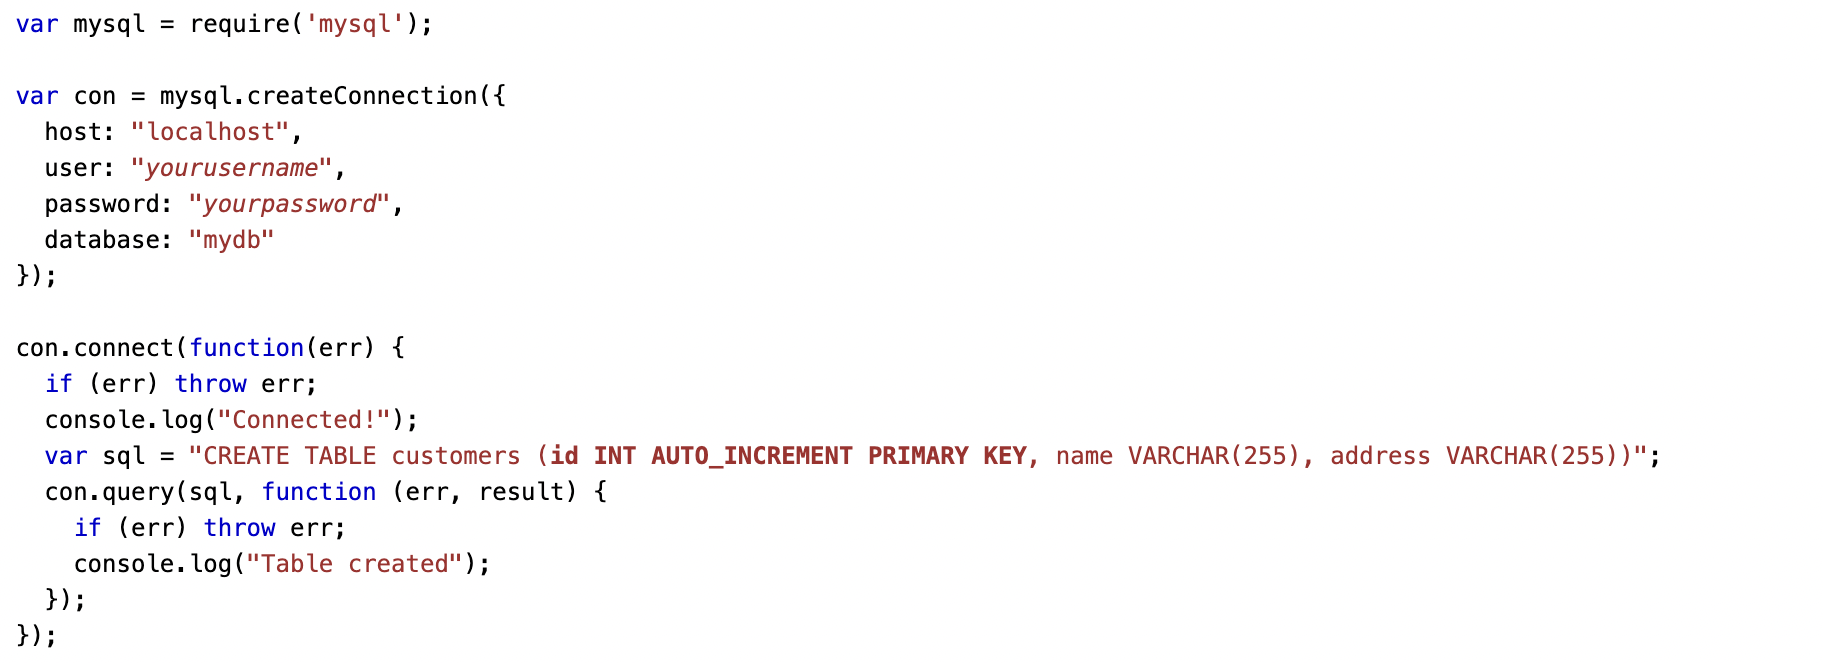 var mysql = require('mysql');

var con = mysql.createConnection({
  host: "localhost",
  user: "yourusername",
  password: "yourpassword",
  database: "mydb"
});

con.connect(function(err) {
  if (err) throw err;
  console.log("Connected!");
  var sql = "CREATE TABLE customers (id INT AUTO_INCREMENT PRIMARY KEY, name VARCHAR(255), address VARCHAR(255))";
  con.query(sql, function (err, result) {
    if (err) throw err;
    console.log("Table created");
  });
});